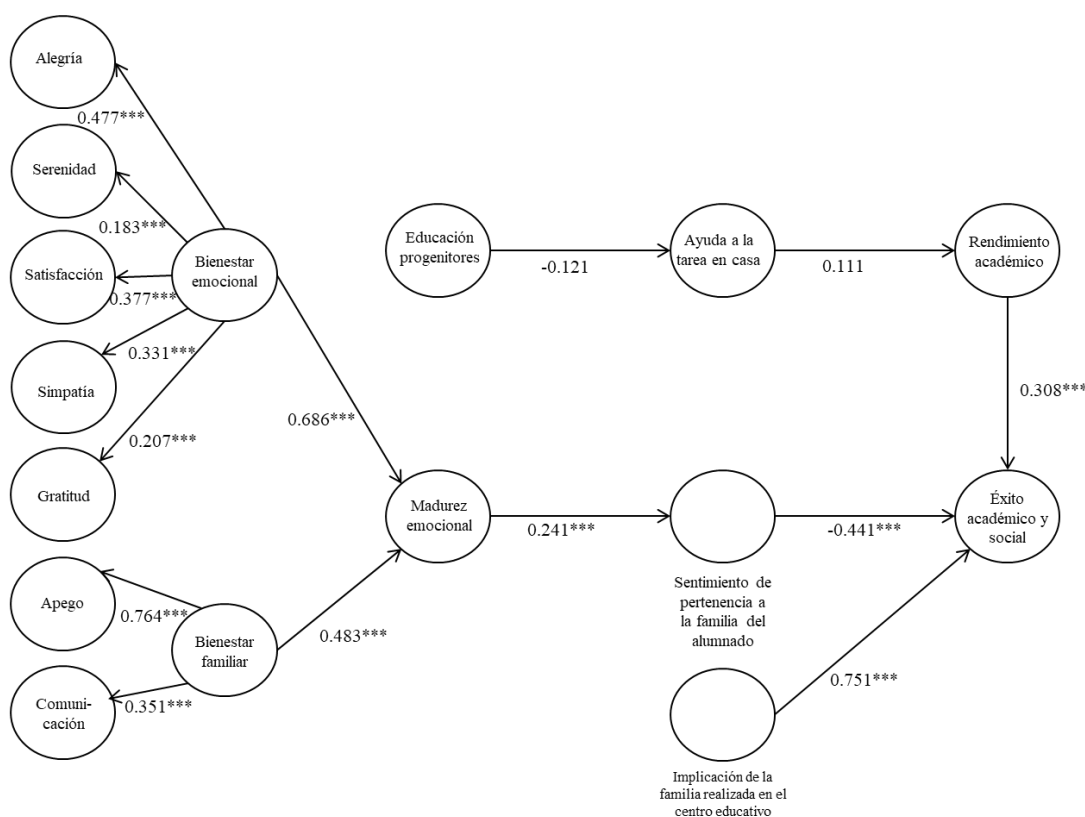 Alegría
0.477***
Serenidad
0.183***
Satisfacción
0.377***
Simpatía
0.331***
Gratitud
0.207***
Bienestar
emocional
0.686***
Apego
0.764***
Comuni-
cación
0.351***
Bienestar
familiar
0.483***
Madurez
emocional
0.241***
Educación
progenitores
-0.121
Ayuda a la
tarea en casa
0.111
Rendimiento
académico
0.308***
Sentimiento de
pertenencia a
la familia del
alumnado
-0.441***
Éxito
académico y
social
0.751***
Implicación de la
familia realizada en el
centro educativo